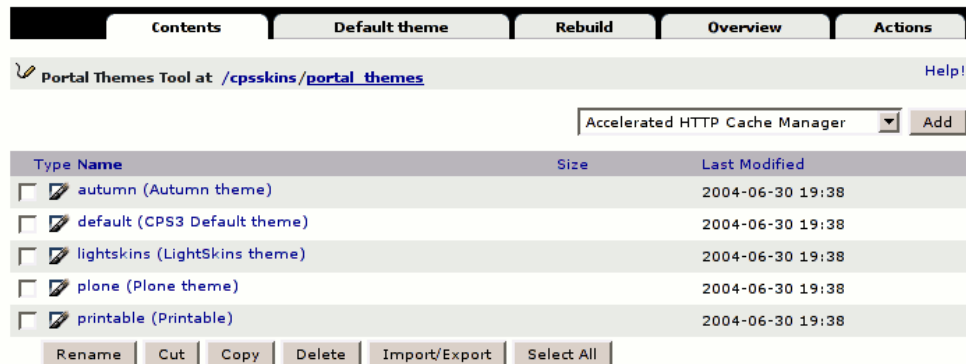 Contents Default theme Rebuild Overview Actions
Portal Themes Tool at /cpsskins/portal_themes Help!
Accelerated HTTP Cache Manager Add
Type Name Size Last Modified
autumn (Autumn theme) 2004-06-30 19:38
default (CPS3 Default theme) 2004-06-30 19:38
lightskins (LightSkins theme) 2004-06-30 19:38
plone (Plone theme) 2004-06-30 19:38
printable (Printable) 2004-06-30 19:38
Rename Cut Copy Delete Import/Export Select All